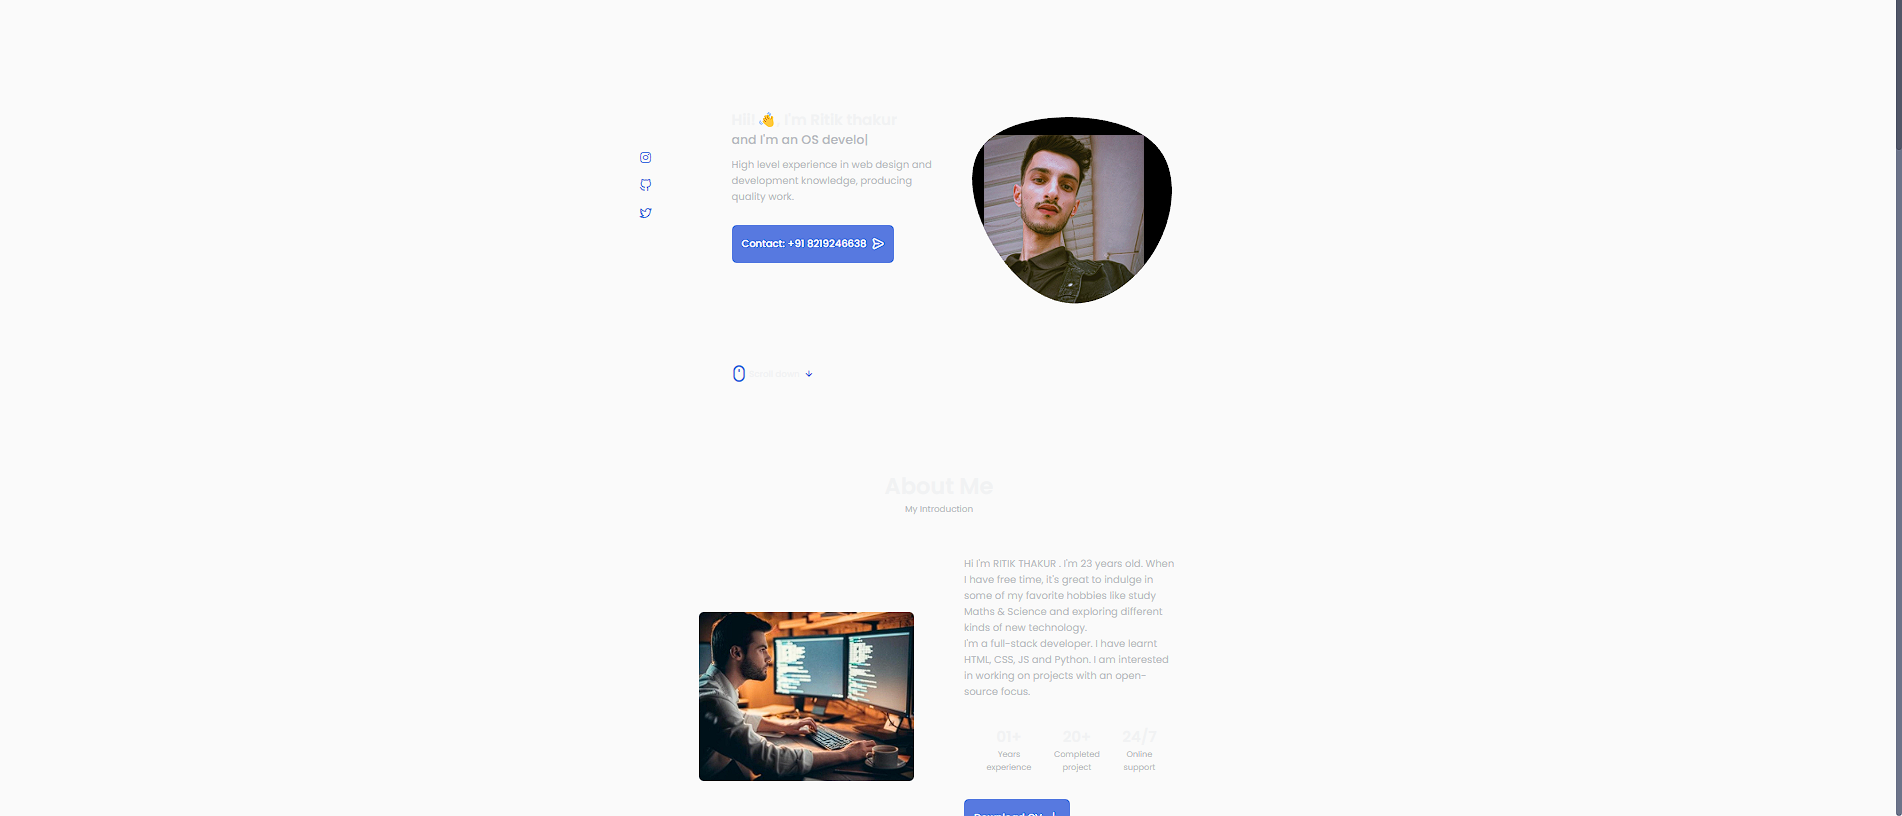 Hii! 👋 , I'm Ritik thakur
and I'm an OS develo|
High level experience in web design and
development knowledge, producing
quality work.
Contact: +91 8219246638
Scroll down
About Me
My Introduction
Hi I'm RITIK THAKUR . I'm 23 years old. When
I have free time, it's great to indulge in
some of my favorite hobbies like study
Maths & Science and exploring different
kinds of new technology.
I'm a full-stack developer. I have learnt
HTML, CSS, JS and Python. I am interested
in working on projects with an open-
source focus.
01+ 20+ 24/7
Years Completed Online
experience project support
Download CV